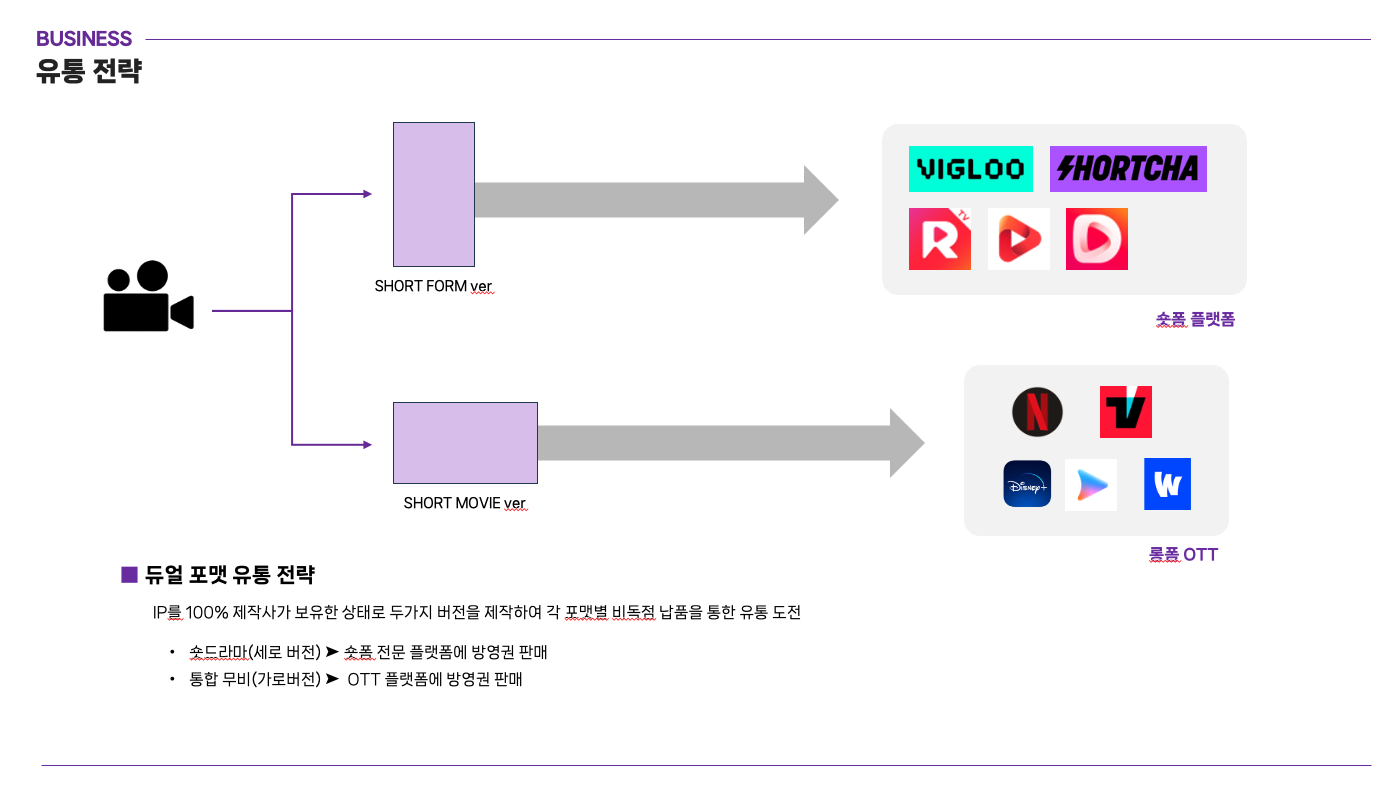 BUSINESS
유통 전략
VIGLOO
SHORTCHA
R TV
SHORT FORM ver
숏폼 플랫폼
N
V
Disney+
W
SHORT MOVIE ver
롱폼 OTT
듀얼 포맷 유통 전략
IP를 100% 제작사가 보유한 상태로 두가지 버전을 제작하여 각 포맷별 비독점 납품을 통한 유통 도전
• 숏드라마(세로 버전) ➤ 숏폼 전문 플랫폼에 방영권 판매
• 통합 무비(가로버전) ➤ OTT 플랫폼에 방영권 판매